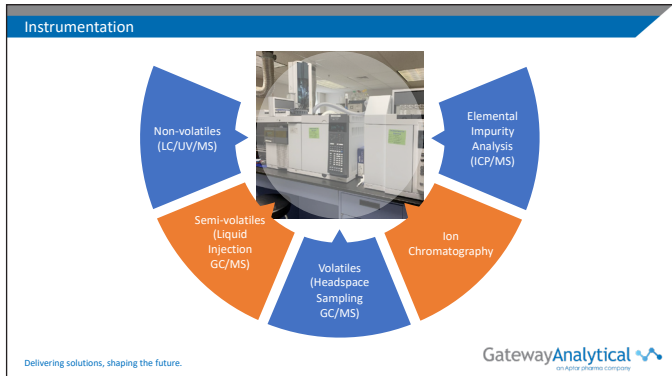 Instrumentation
Non-volatiles
(LC/UV/MS)
Semi-volatiles
(Liquid
Injection
GC/MS)
Volatiles
(Headspace
Sampling
GC/MS)
Ion
Chromatography
Elemental
Impurity
Analysis
(ICP/MS)
Delivering solutions, shaping the future.
GatewayAnalytical
an Aptar pharma company